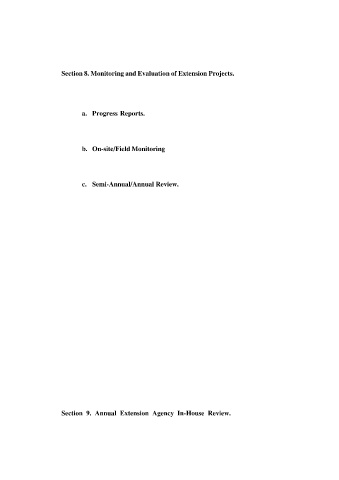 Section 8. Monitoring and Evaluation of Extension Projects.
a. Progress Reports.
b. On-site/Field Monitoring
c. Semi-Annual/Annual Review.
Section 9. Annual Extension Agency In-House Review.